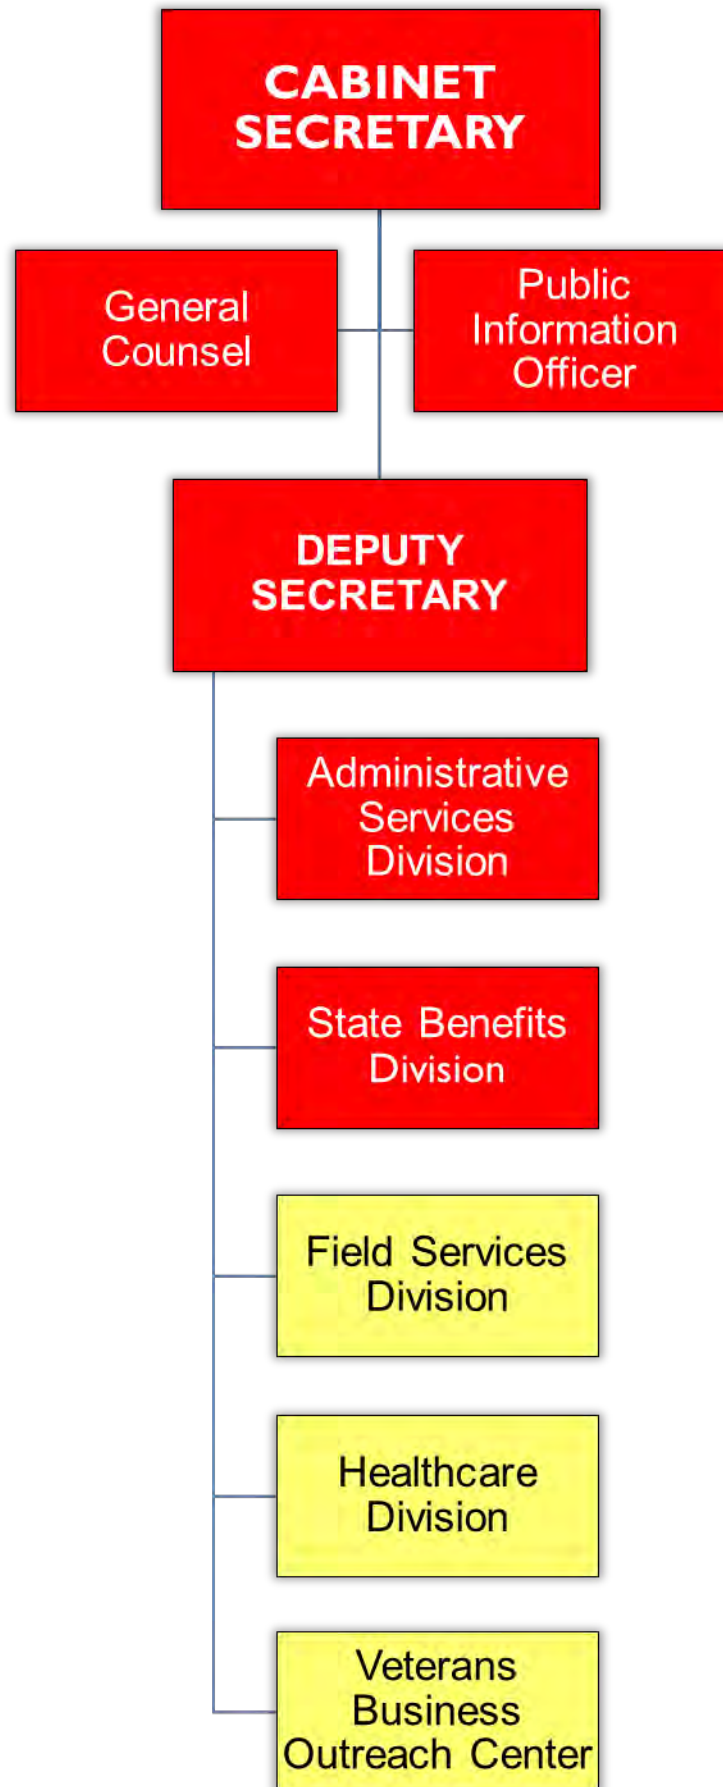 CABINET
SECRETARY
General
Counsel
Public
Information
Officer
DEPUTY
SECRETARY
Administrative
Services
Division
State Benefits
Division
Field Services
Division
Healthcare
Division
Veterans
Business
Outreach Center